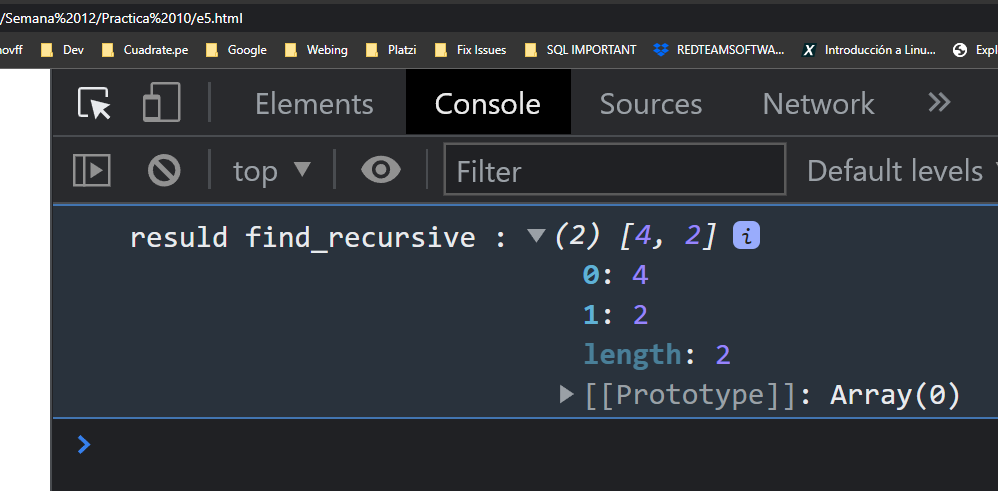 /Semana%2012/Practica%2010/e5.html
novff Dev Cuadrate.pe Google Webing Platzi Fix Issues SQL IMPORTANT REDTEAMSOFTWA... Introducción a Linu... Expl
Elements Console Sources Network »
top ▼ Filter Default levels
resuld find_recursive : ▼ (2) [4, 2] i
0: 4
1: 2
length: 2
▶ [[Prototype]]: Array(0)
>